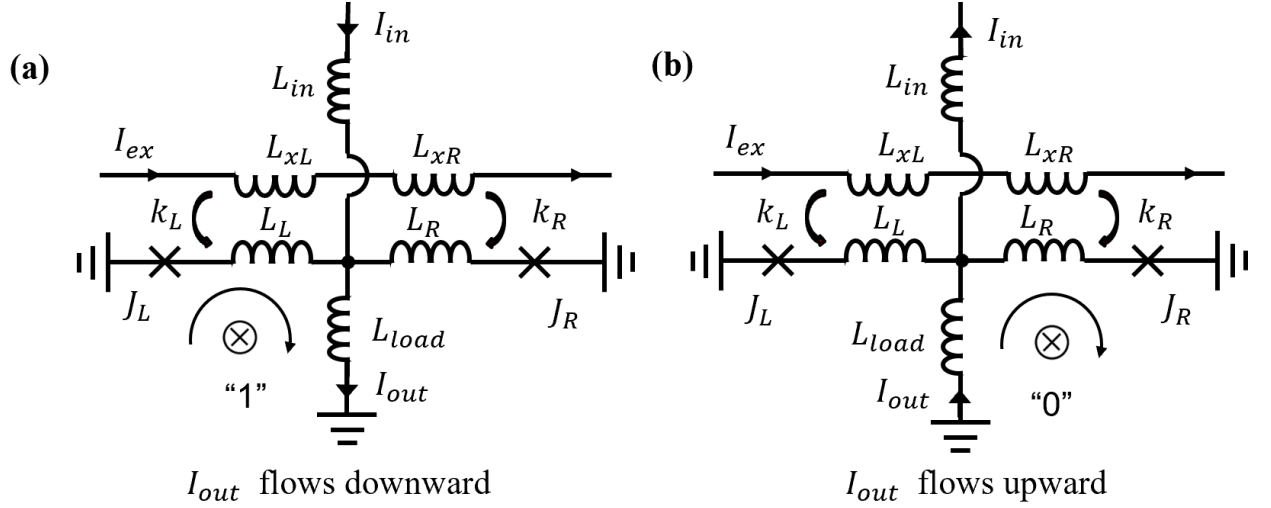 (a)
I_in
L_in
I_ex
L_xL
L_xR
k_L
L_L
L_R
k_R
J_L
J_R
L_load
"1"
I_out
I_out flows downward
(b)
I_in
L_in
I_ex
L_xL
L_xR
k_L
L_L
L_R
k_R
J_L
J_R
L_load
I_out
"0"
I_out flows upward